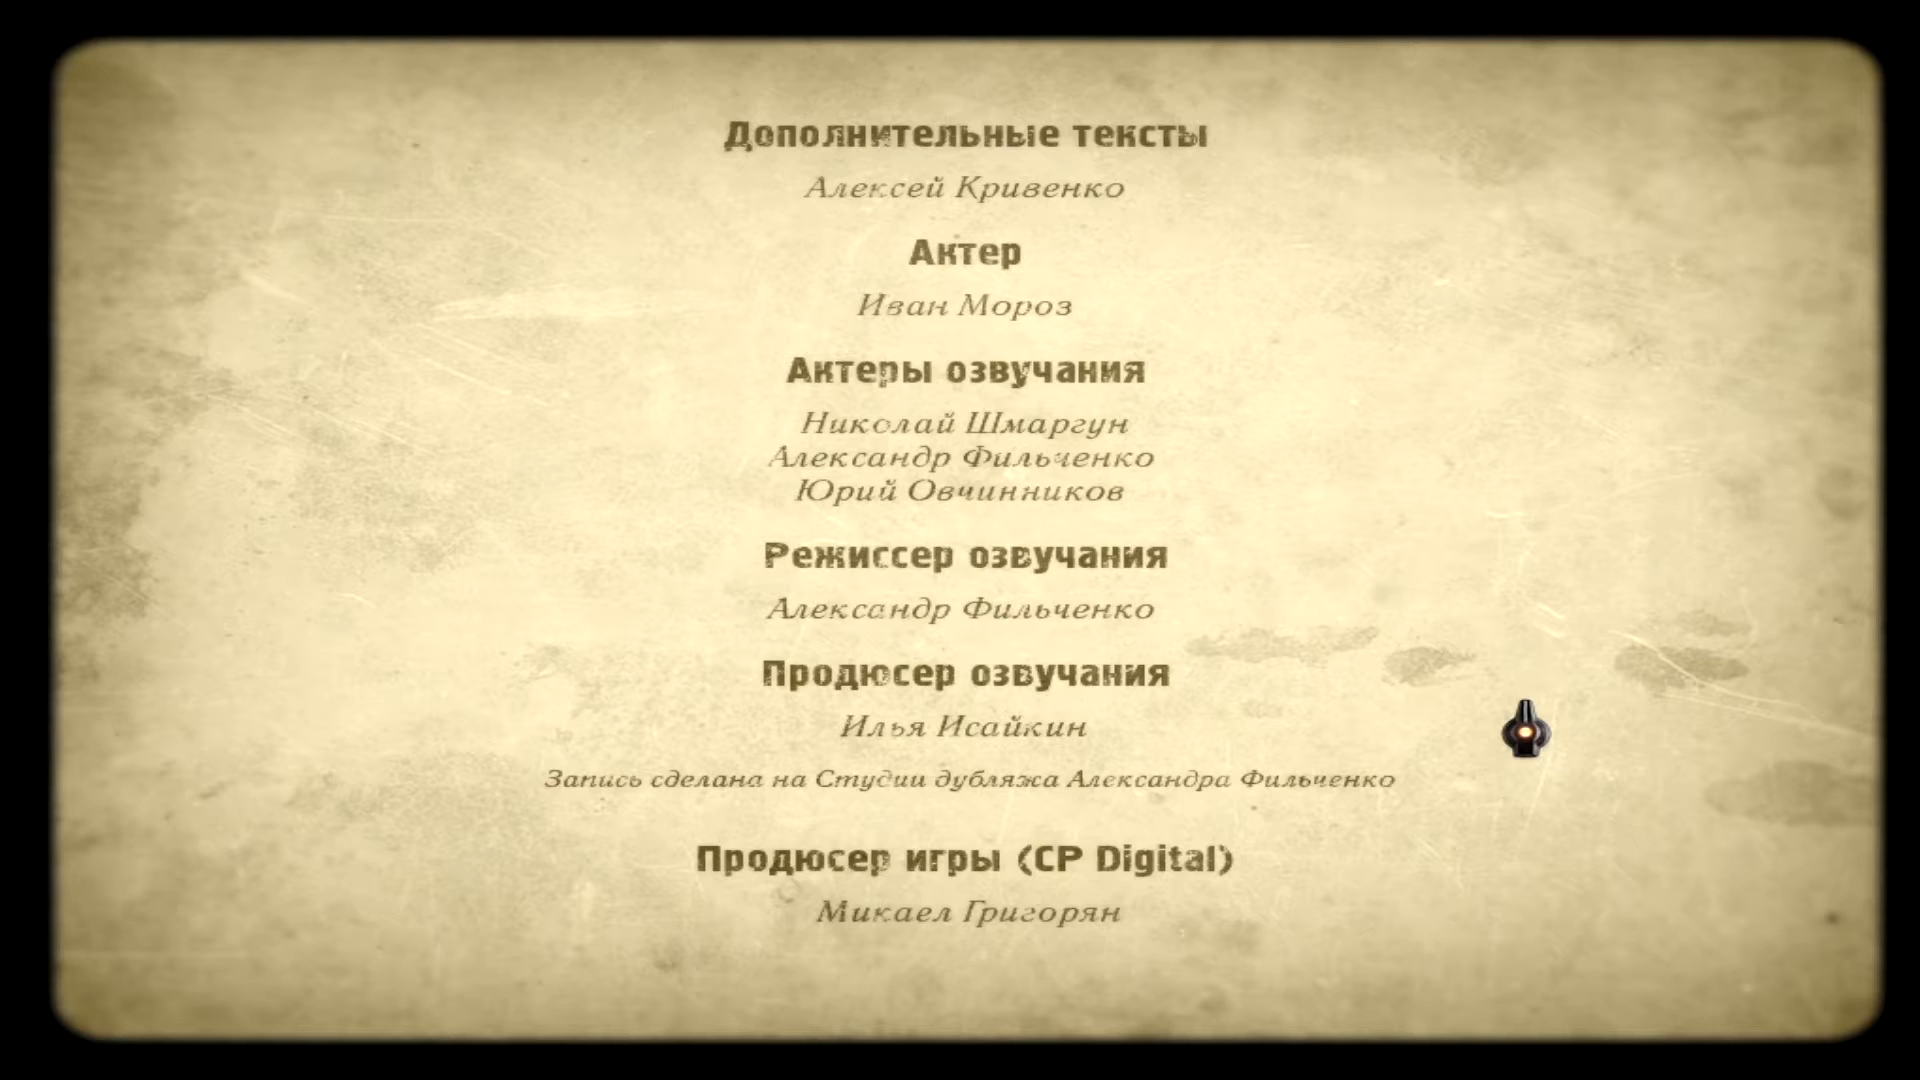 Дополнительные тексты
Алексей Кривенко
Актер
Иван Мороз
Актеры озвучания
Николай Шмаргун
Александр Фильченко
Юрий Овчинников
Режиссер озвучания
Александр Фильченко
Продюсер озвучания
Илья Исайкин
Запись сделана на Студии дубляжа Александра Фильченко
Продюсер игры (CP Digital)
Микаел Григорян